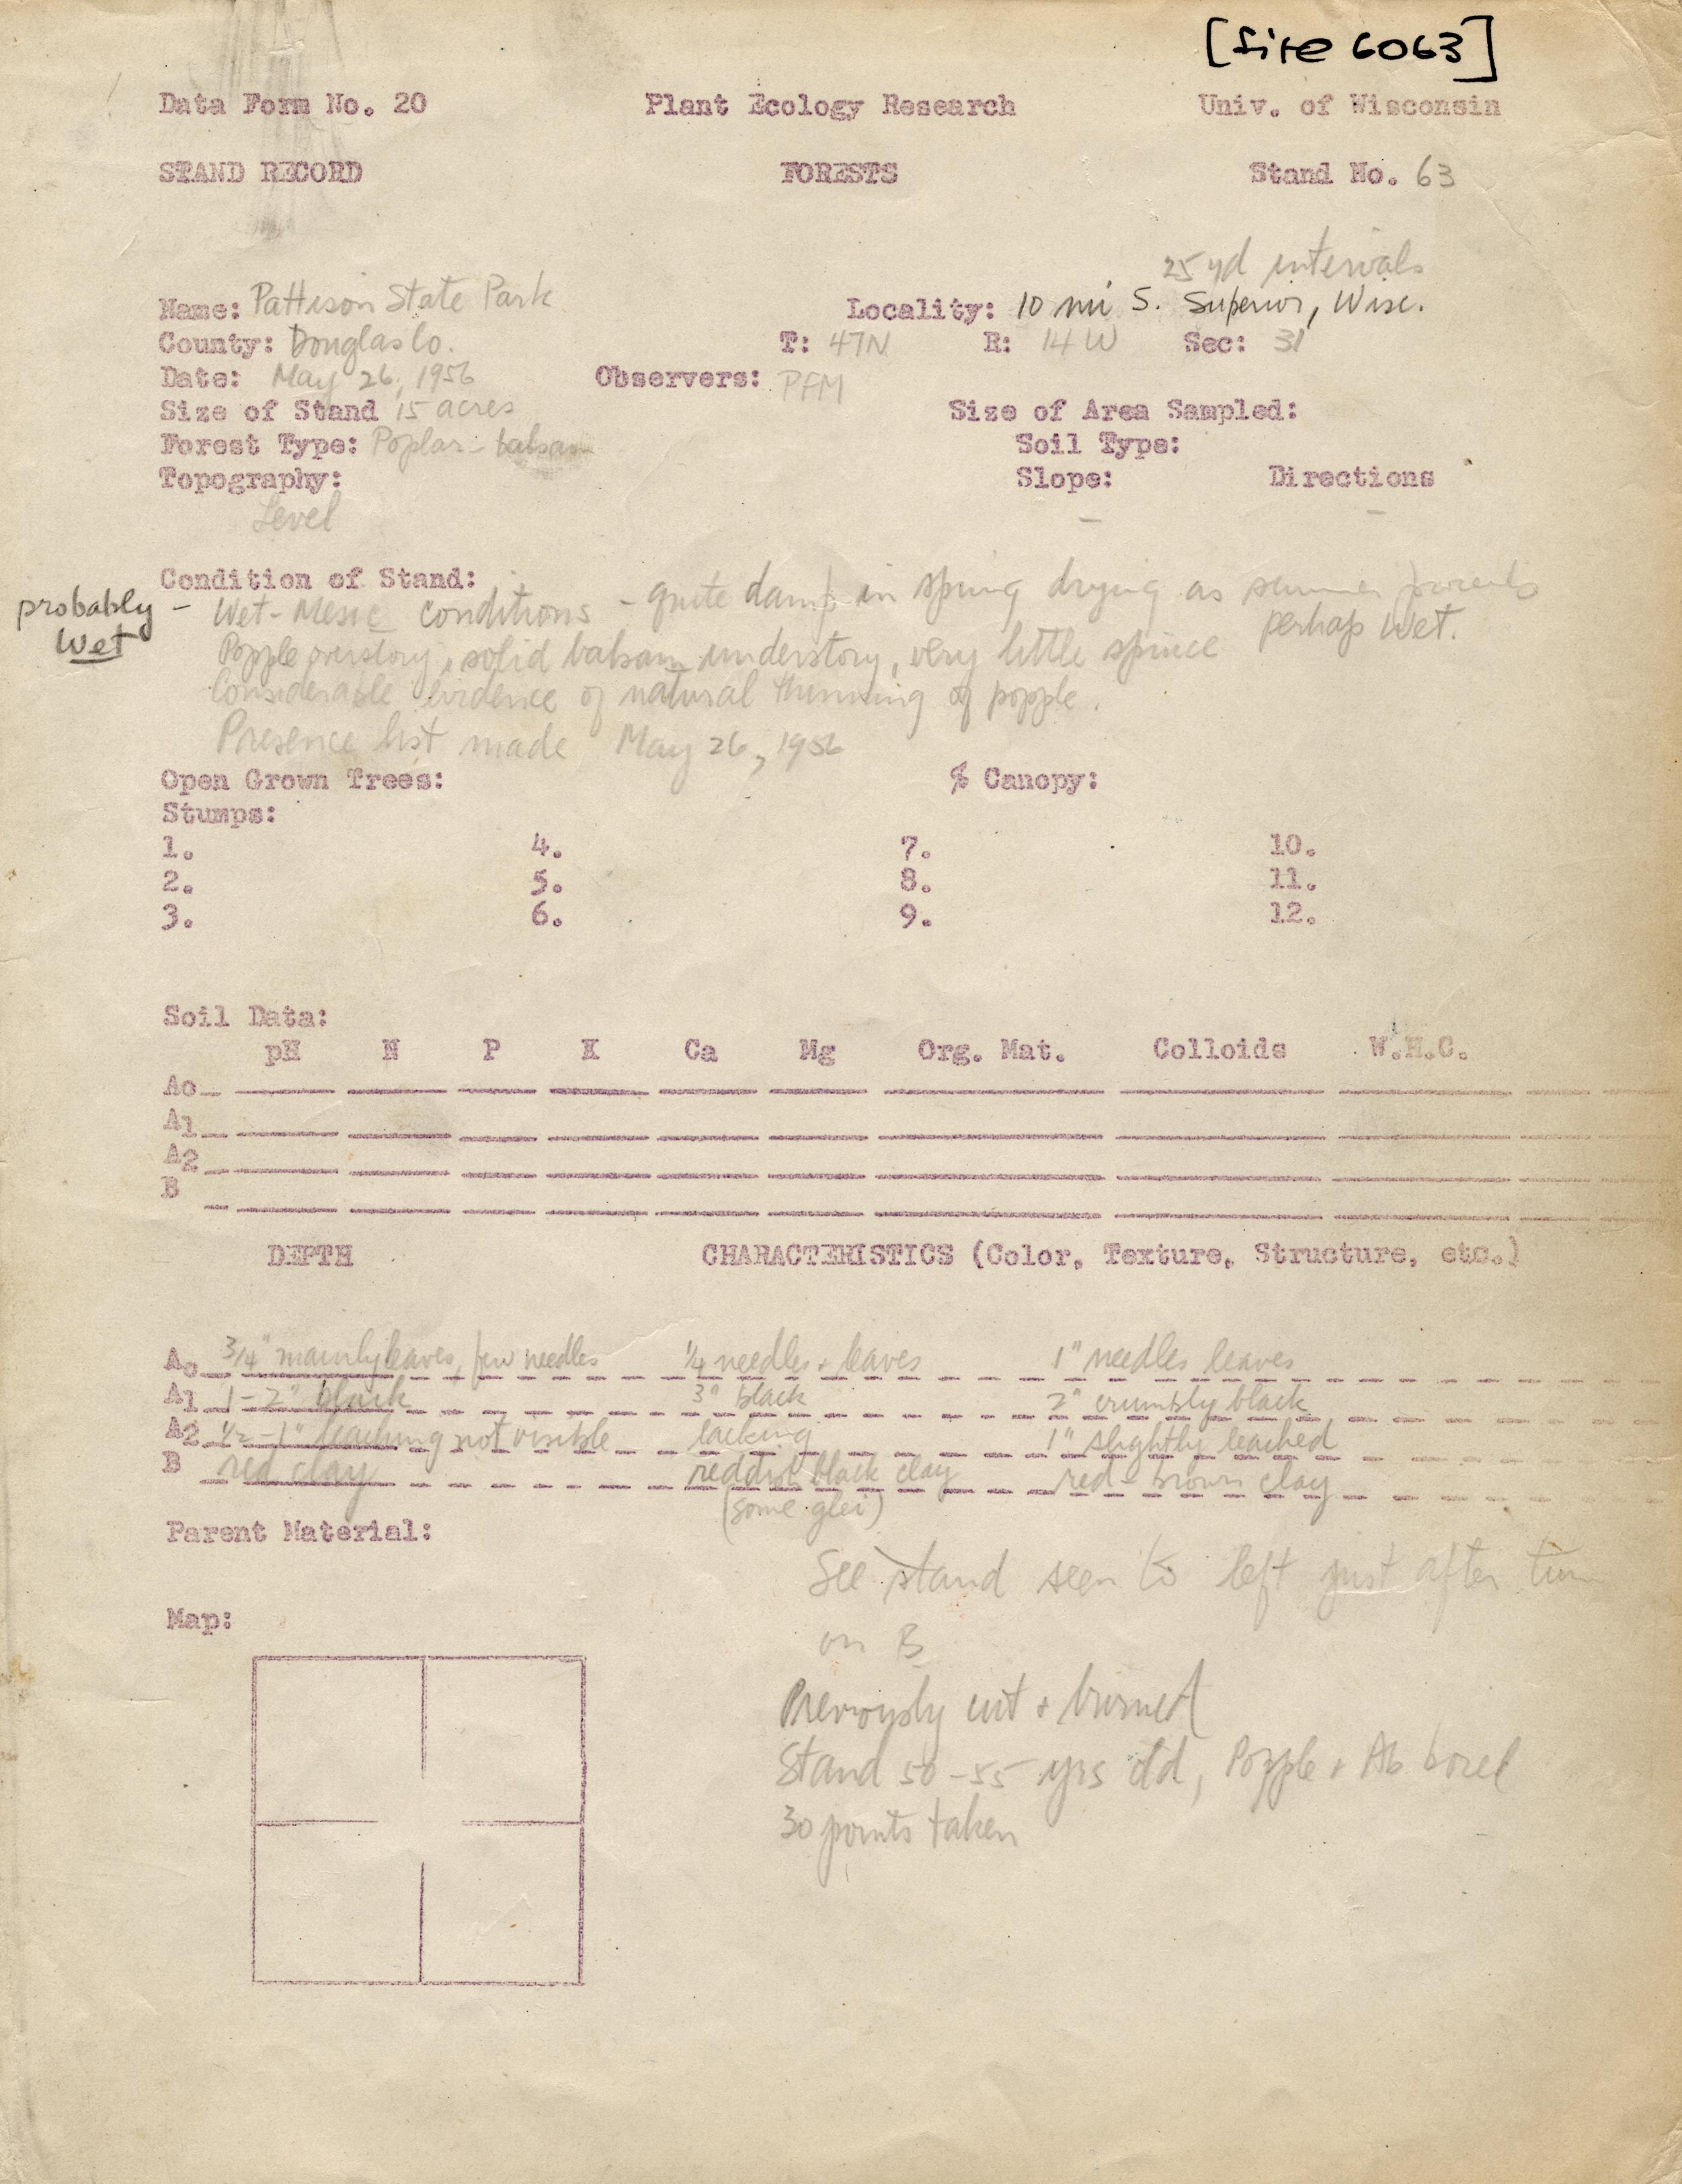 [Site 6063]
Data Form No. 20 Plant Ecology Research Univ. of Wisconsin
STAND RECORD FORESTS Stand No. 63
25 yd intervals
Name: Pattison State Park Locality: 10 mi S. Superior, Wisc.
County: Douglas Co. T: 47N R: 14 W Sec: 31
Date: May 26, 1956 Observers: PFM
Size of Stand 15 acres Size of Area Sampled:
Forest Type: Poplar - balsam Soil Type:
Topography: Slope: Directions
Level - -
Condition of Stand:
probably - Wet
Wet-Mesic conditions - quite damp in spring drying as summer
perhaps Wet.
Popple overstory, solid balsam understory, very little spruce
Considerable evidence of natural thinning of popple.
Presence list made May 26, 1956
Open Grown Trees: % Canopy:
Stumps:
1. 4. 7. 10.
2. 5. 8. 11.
3. 6. 9. 12.
Soil Data:
pH N P K Ca Mg Org. Mat. Colloids W.H.C.
Ao
A1
A2
B
DEPTH CHARACTERISTICS (Color, Texture, Structure, etc.)
Ao 3/4" mainly leaves, few needles 1/4 needles + leaves 1" needles leaves
A1 1-2" black 3" black 2" crumbly black
A2 1/2-1" leaching not visible lacking 1" slightly leached
B red clay reddish black clay red-brown clay
(some glei)
Parent Material:
See stand seen to left just after turn
on B
Map:
Previously cut + burned
Stand 50-55 yrs old, Popple + Ab bored
30 points taken